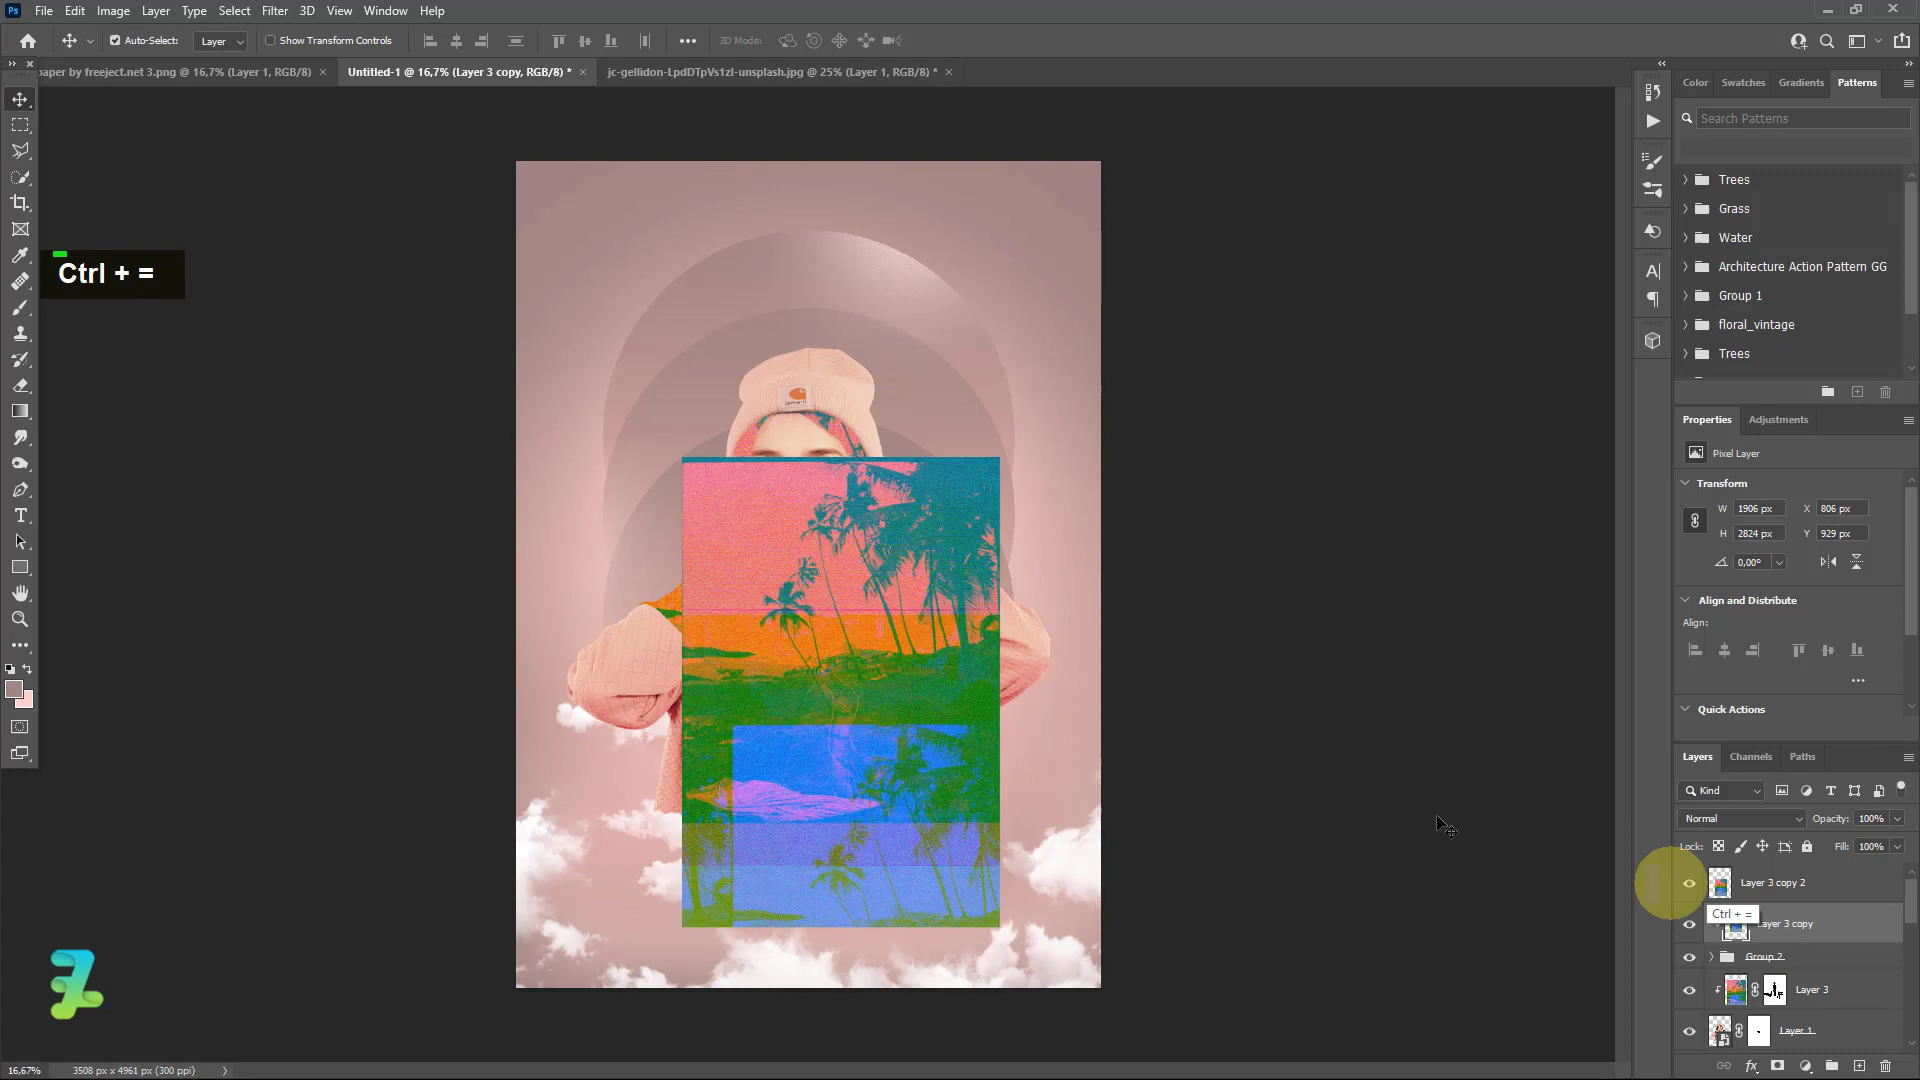 Ps File Edit Image Layer Type Select Filter 3D View Window Help
Auto-Select: Layer Show Transform Controls 3D Mode:
paper by freeject.net 3.png @ 16,7% (Layer 1, RGB/8) Untitled-1 @ 16,7% (Layer 3 copy, RGB/8) * jc-gellidon-LpdDTpVs1zI-unsplash.jpg @ 25% (Layer 1, RGB/8) *
Color Swatches Gradients Patterns
Search Patterns
Trees
Grass
Water
Architecture Action Pattern GG
Group 1
floral_vintage
Trees
Ctrl + =
Properties Adjustments
Pixel Layer
Transform
W 1906 px X 806 px
H 2824 px Y 929 px
0,00°
Align and Distribute
Align:
Quick Actions
Layers Channels Paths
Kind
Normal Opacity: 100%
Lock: Fill: 100%
Layer 3 copy 2
Ctrl + =
ayer 3 copy
Group 2
Layer 3
Layer 1
16,67% 3508 px x 4961 px (300 ppi)